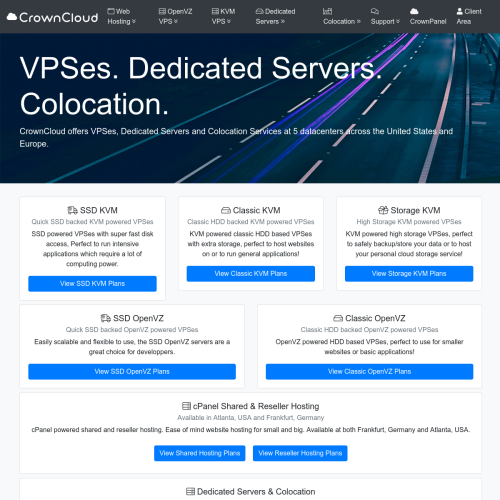 CrownCloud
Web Hosting
OpenVZ VPS
KVM VPS
Dedicated Servers
Colocation
Support
CrownPanel
Client Area
VPSes. Dedicated Servers.
Colocation.
CrownCloud offers VPSes, Dedicated Servers and Colocation Services at 5 datacenters across the United States and
Europe.
SSD KVM
Quick SSD backed KVM powered VPSes
SSD powered VPSes with super fast disk
access, Perfect to run intensive
applications which require a lot of
computing power.
View SSD KVM Plans
Classic KVM
Classic HDD backed KVM powered VPSes
KVM powered classic HDD based VPSes
with extra storage, perfect to host websites
on or to run general applications!
View Classic KVM Plans
Storage KVM
High Storage KVM powered VPSes
KVM powered high storage VPSes, perfect
to safely backup/store your data or to host
your personal cloud storage service!
View Storage KVM Plans
SSD OpenVZ
Quick SSD backed OpenVZ powered VPSes
Easily scalable and flexible to use, the SSD OpenVZ servers are a
great choice for developpers.
View SSD OpenVZ Plans
Classic OpenVZ
Classic HDD backed OpenVZ powered VPSes
OpenVZ powered HDD based VPSes, perfect to use for smaller
websites or basic applications!
View Classic OpenVZ Plans
cPanel Shared & Reseller Hosting
Available in Atlanta, USA and Frankfurt, Germany
cPanel powered shared and reseller hosting. Ease of mind website hosting for small and big. Available at both Frankfurt, Germany and Atlanta, USA.
View Shared Hosting Plans
View Reseller Hosting Plans
Dedicated Servers & Colocation